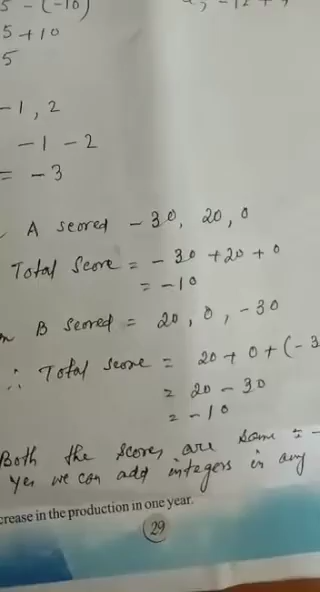 5 - (-10)
5 + 10
5
-1, 2
-1 -2
= -3
A scored - 30, 20, 0
Total Score = - 30 + 20 + 0
= -10
B scored = 20, 0, -30
∴ Total score = 20 + 0 + (-3
= 20 - 30
= -10
Both the scores are same = -
Yes we can add integers in any
crease in the production in one year.
29